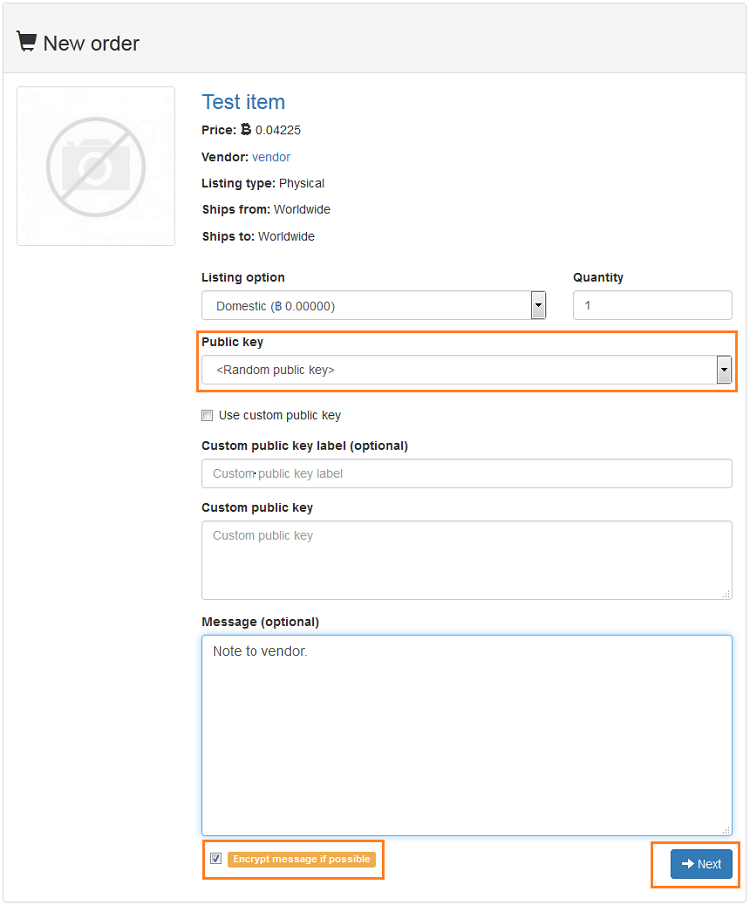 New order
Test item
Price: ฿ 0.04225
Vendor: vendor
Listing type: Physical
Ships from: Worldwide
Ships to: Worldwide
Listing option
Quantity
Domestic (฿ 0.00000)
1
Public key
<Random public key>
Use custom public key
Custom public key label (optional)
Custom public key label
Custom public key
Custom public key
Message (optional)
Note to vendor.
Encrypt message if possible
Next